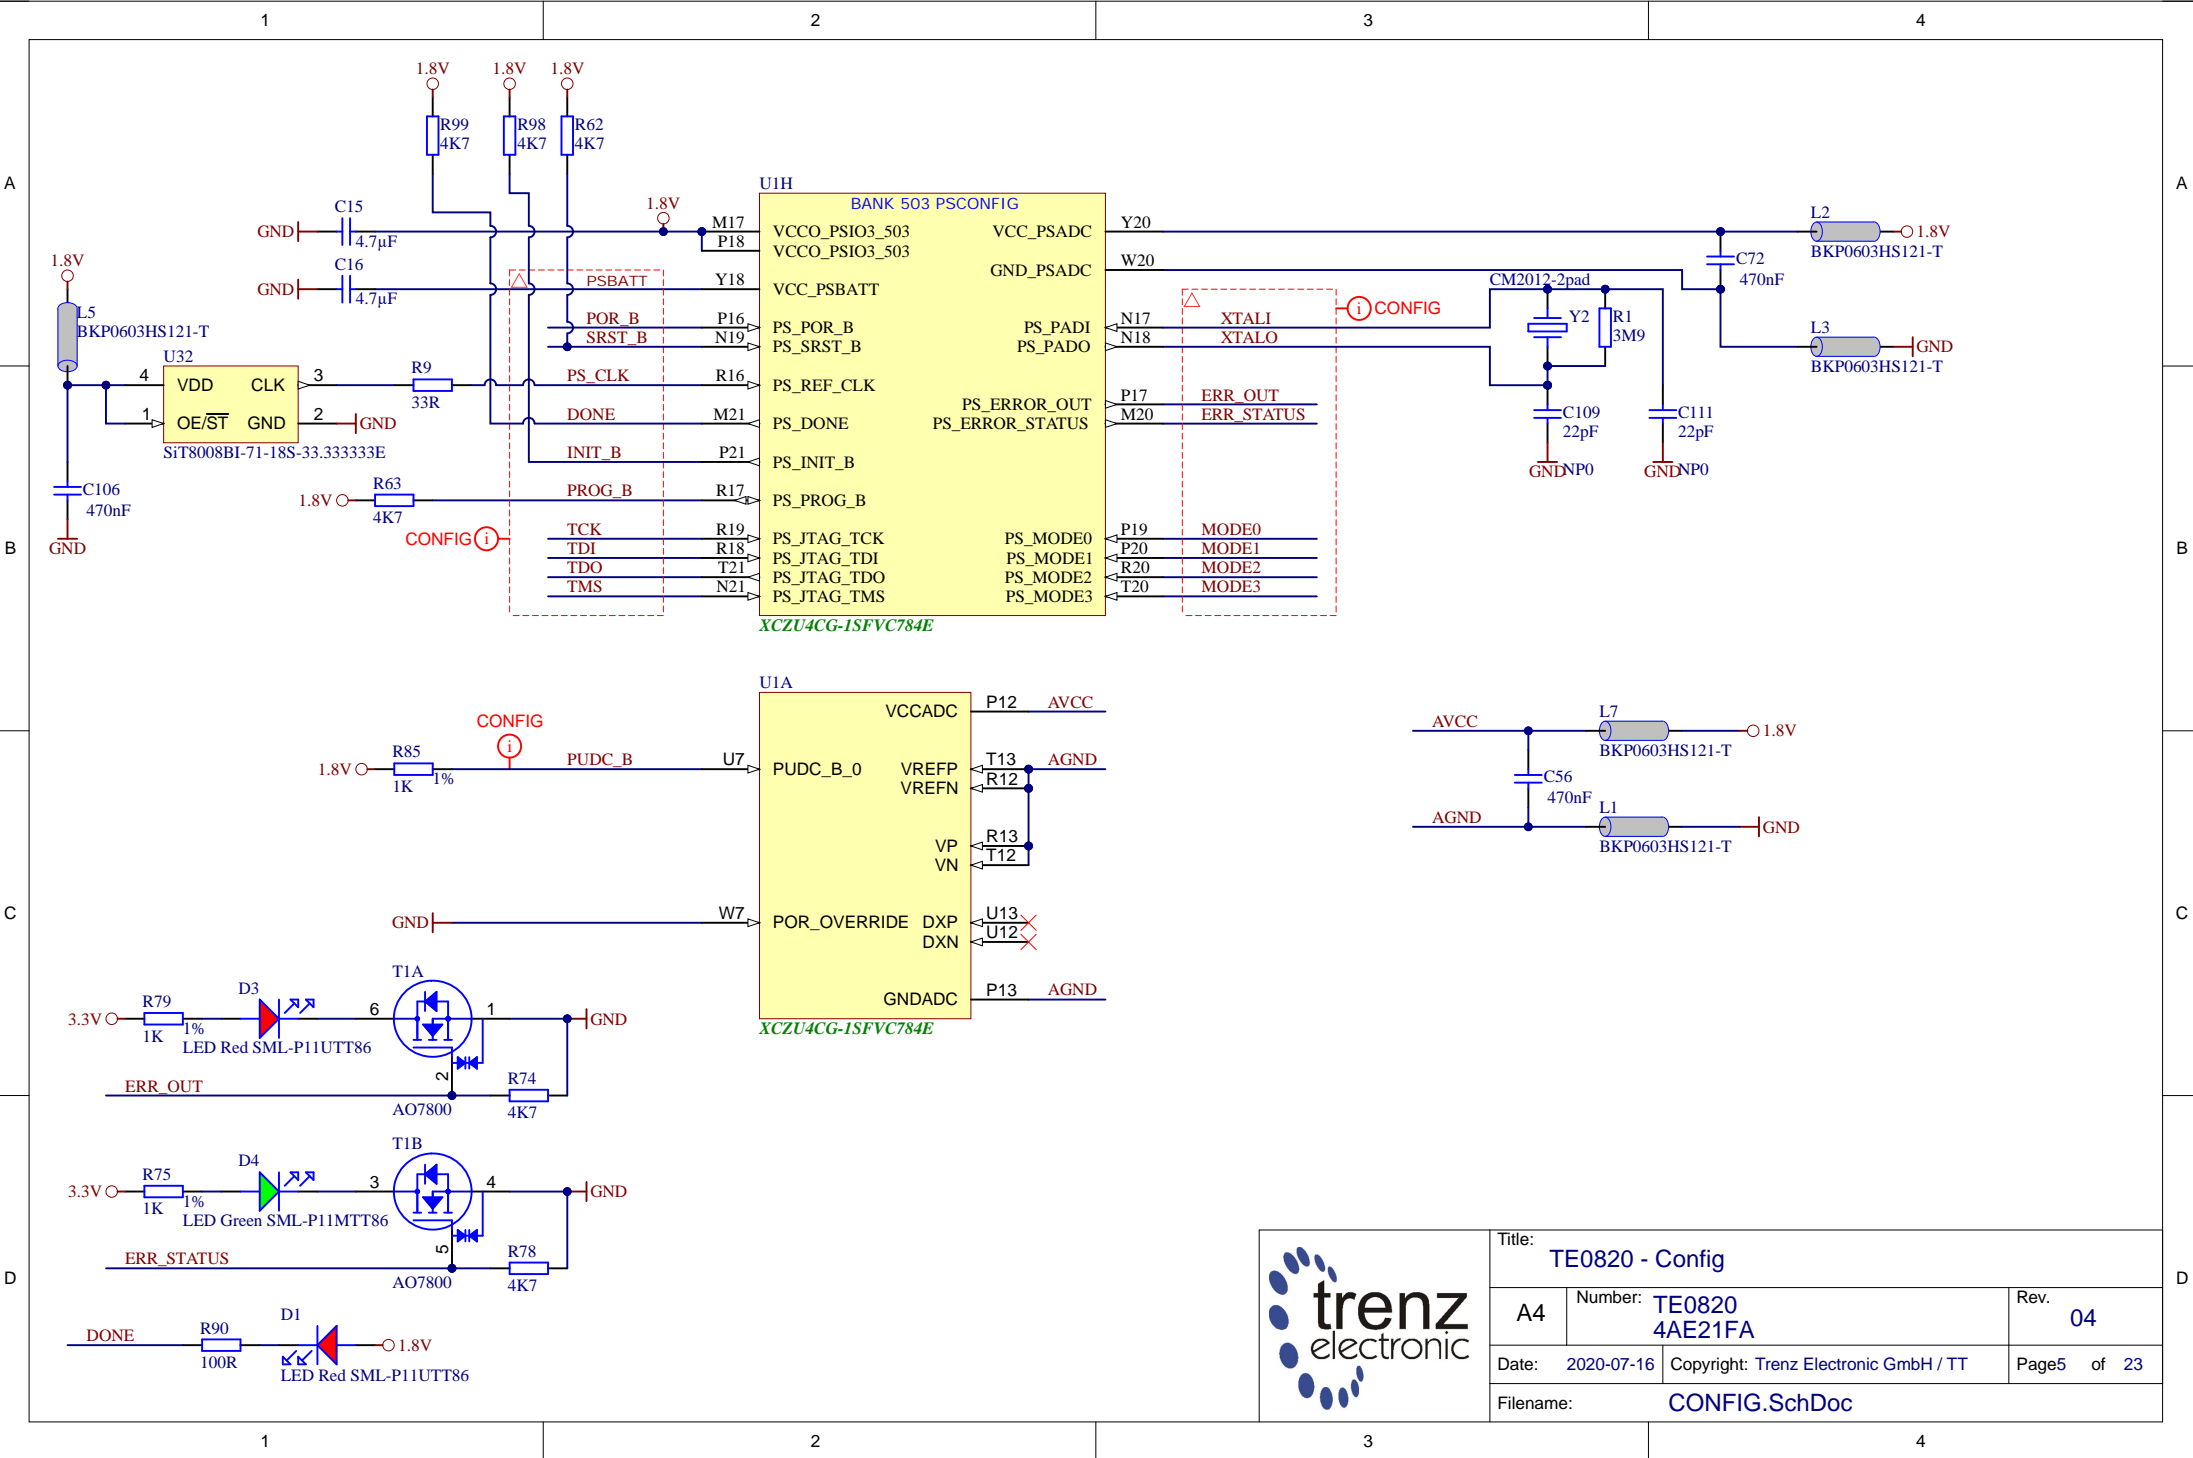 1
2
3
4
A
A
B
B
C
C
D
D
1.8V
1.8V
1.8V
R99
4K7
R98
4K7
R62
4K7
1.8V
GND
C15
4.7µF
GND
C16
4.7µF
1.8V
L5
BKP0603HS121-T
U32
4
VDD
CLK
3
1
OE/ST
GND
2
GND
SiT8008BI-71-18S-33.333333E
C106
470nF
GND
R9
33R
1.8V
R63
4K7
CONFIG
PSBATT
POR_B
SRST_B
PS_CLK
DONE
INIT_B
PROG_B
TCK
TDI
TDO
TMS
U1H
BANK 503 PSCONFIG
M17
VCCO_PSIO3_503
P18
VCCO_PSIO3_503
Y18
VCC_PSBATT
P16
PS_POR_B
N19
PS_SRST_B
R16
PS_REF_CLK
M21
PS_DONE
P21
PS_INIT_B
R17
PS_PROG_B
R19
PS_JTAG_TCK
R18
PS_JTAG_TDI
T21
PS_JTAG_TDO
N21
PS_JTAG_TMS
VCC_PSADC
Y20
GND_PSADC
W20
PS_PADI
N17
XTALI
PS_PADO
N18
XTALO
PS_ERROR_OUT
P17
ERR_OUT
PS_ERROR_STATUS
M20
ERR_STATUS
PS_MODE0
P19
MODE0
PS_MODE1
P20
MODE1
PS_MODE2
R20
MODE2
PS_MODE3
T20
MODE3
XCZU4CG-1SFVC784E
i CONFIG
CM2012-2pad
Y2
R1
3M9
C109
22pF
GND NP0
C111
22pF
GND NP0
C72
470nF
L2
1.8V
BKP0603HS121-T
L3
GND
BKP0603HS121-T
U1A
CONFIG
i
1.8V
R85
1K
1%
PUDC_B
U7
PUDC_B_0
GND
W7
POR_OVERRIDE
VCCADC
P12
AVCC
VREFP
T13
AGND
VREFN
R12
VP
R13
VN
T12
DXP
U13
DXN
U12
GNDADC
P13
AGND
XCZU4CG-1SFVC784E
AVCC
L7
1.8V
BKP0603HS121-T
C56
470nF
AGND
L1
GND
BKP0603HS121-T
3.3V
R79
1K
1%
D3
LED Red SML-P11UTT86
T1A
6
1
2
GND
ERR_OUT
AO7800
R74
4K7
3.3V
R75
1K
1%
D4
LED Green SML-P11MTT86
T1B
3
4
5
GND
ERR_STATUS
AO7800
R78
4K7
DONE
R90
100R
D1
1.8V
LED Red SML-P11UTT86
trenz
electronic
Title:
TE0820 - Config
A4
Number: TE0820
4AE21FA
Rev.
04
Date: 2020-07-16
Copyright: Trenz Electronic GmbH / TT
Page5 of 23
Filename: CONFIG.SchDoc
1
2
3
4